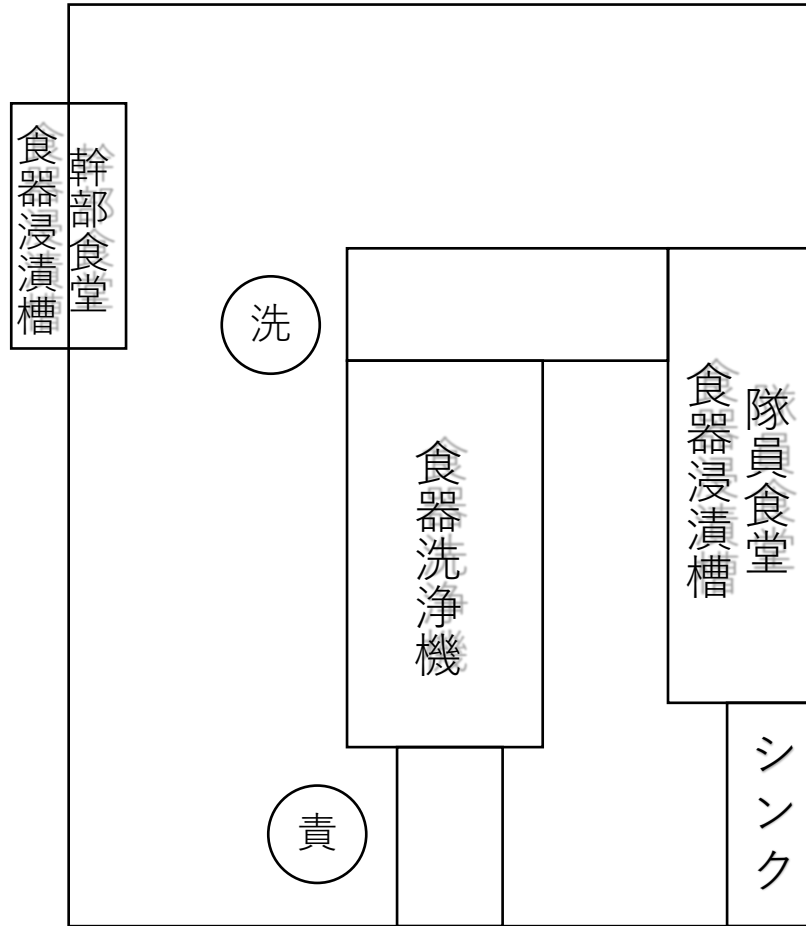 幹部食堂
食器浸漬槽
洗
隊員食堂
食器浸漬槽
食器洗浄機
シンク
責